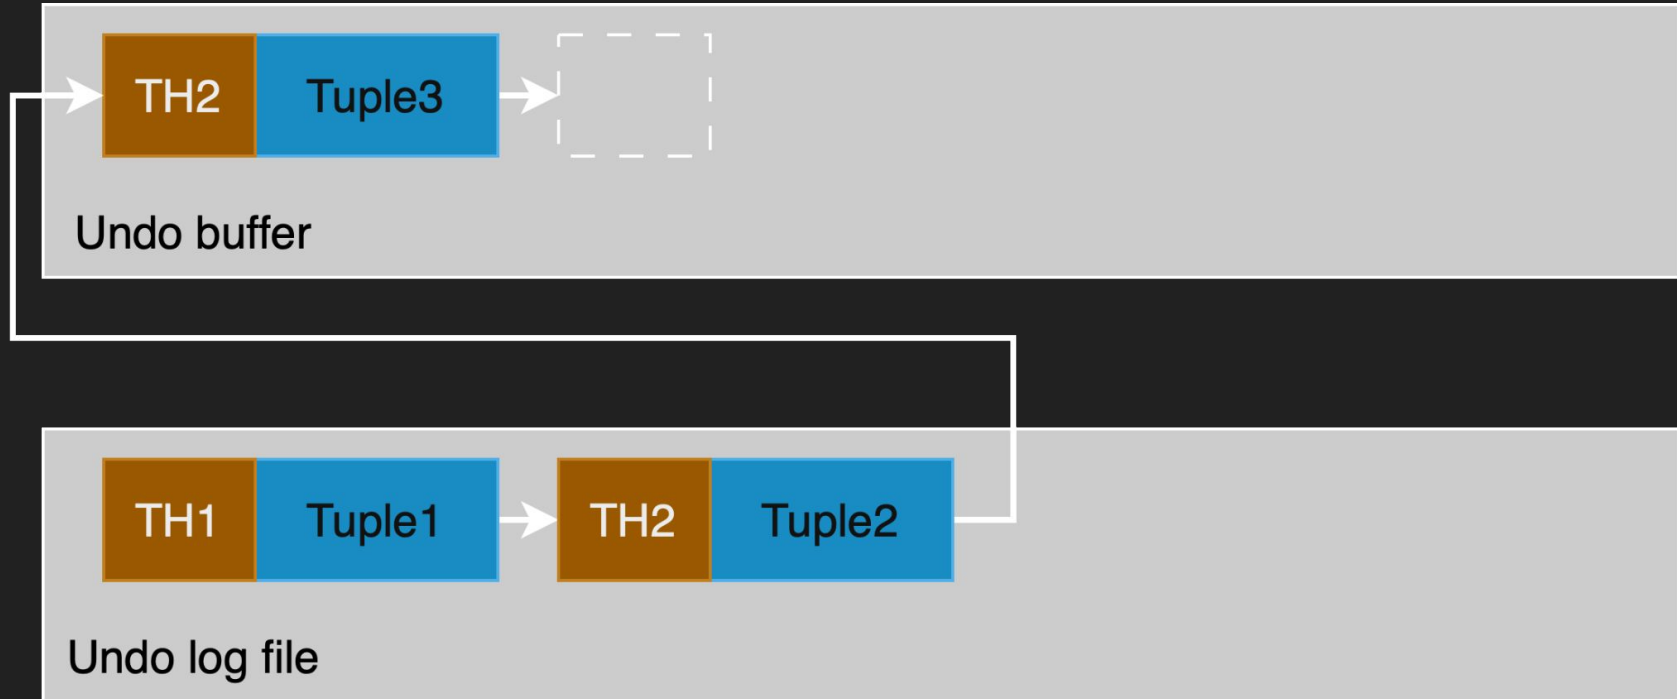 TH2 Tuple3
Undo buffer
TH1 Tuple1 TH2 Tuple2
Undo log file